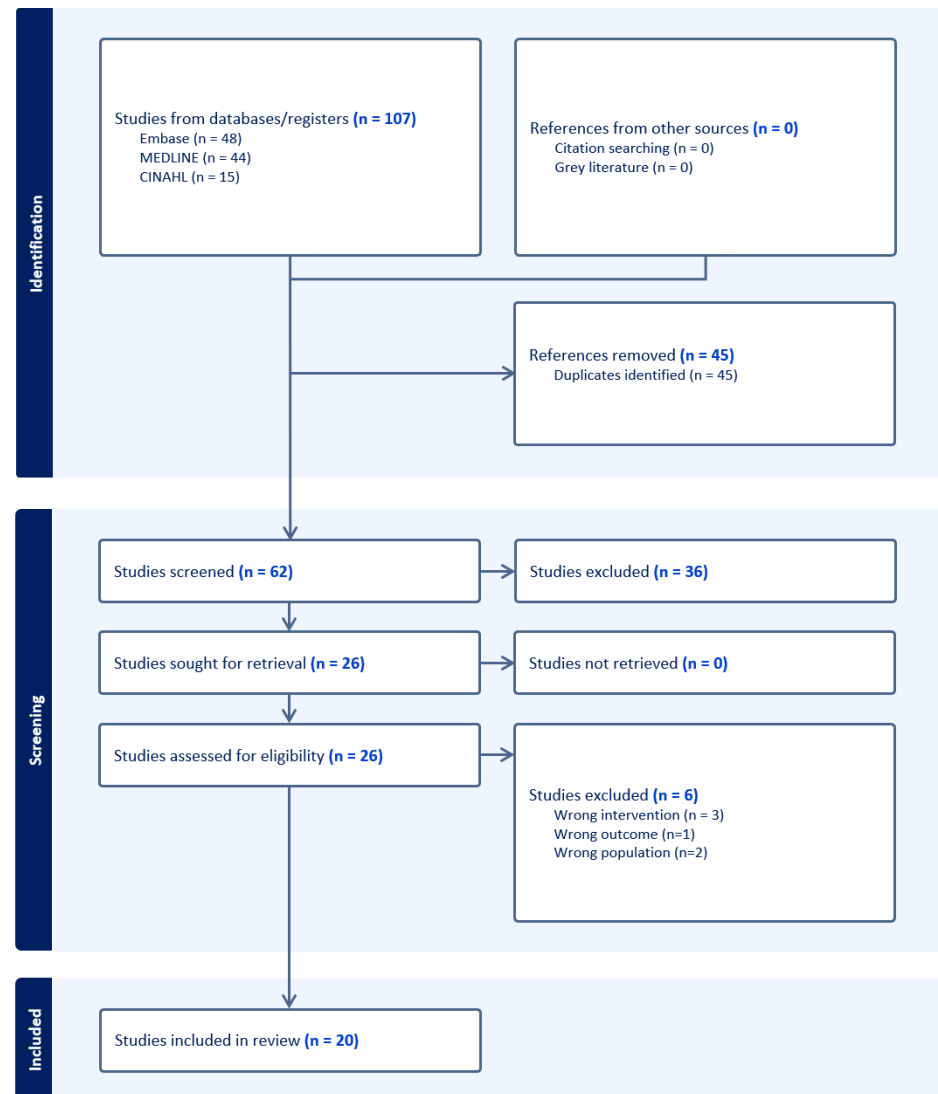 Identification
Studies from databases/registers (n = 107)
Embase (n = 48)
MEDLINE (n = 44)
CINAHL (n = 15)
References from other sources (n = 0)
Citation searching (n = 0)
Grey literature (n = 0)
References removed (n = 45)
Duplicates identified (n = 45)
Screening
Studies screened (n = 62)
Studies excluded (n = 36)
Studies sought for retrieval (n = 26)
Studies not retrieved (n = 0)
Studies assessed for eligibility (n = 26)
Studies excluded (n = 6)
Wrong intervention (n = 3)
Wrong outcome (n=1)
Wrong population (n=2)
Included
Studies included in review (n = 20)